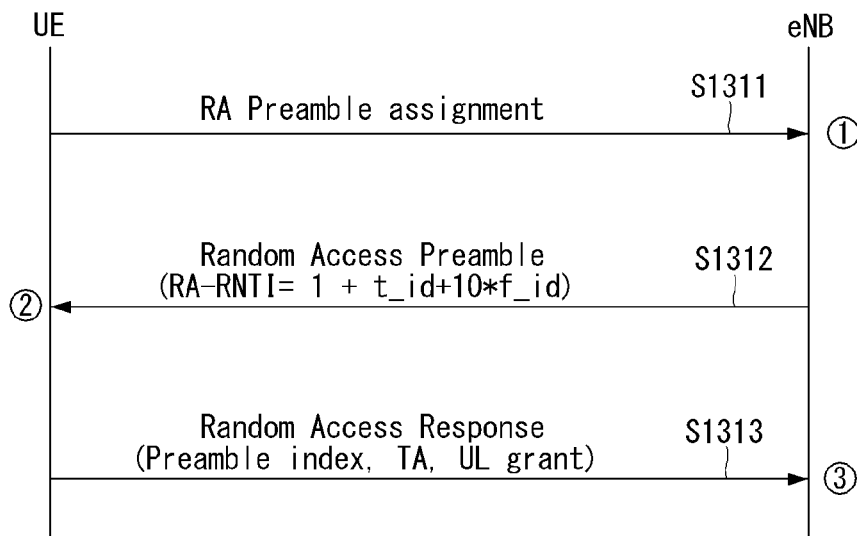 UE
eNB
S1311
RA Preamble assignment
①
Random Access Preamble
S1312
(RA-RNTI= 1 + t_id+10*f_id)
②
Random Access Response
S1313
(Preamble index, TA, UL grant)
③